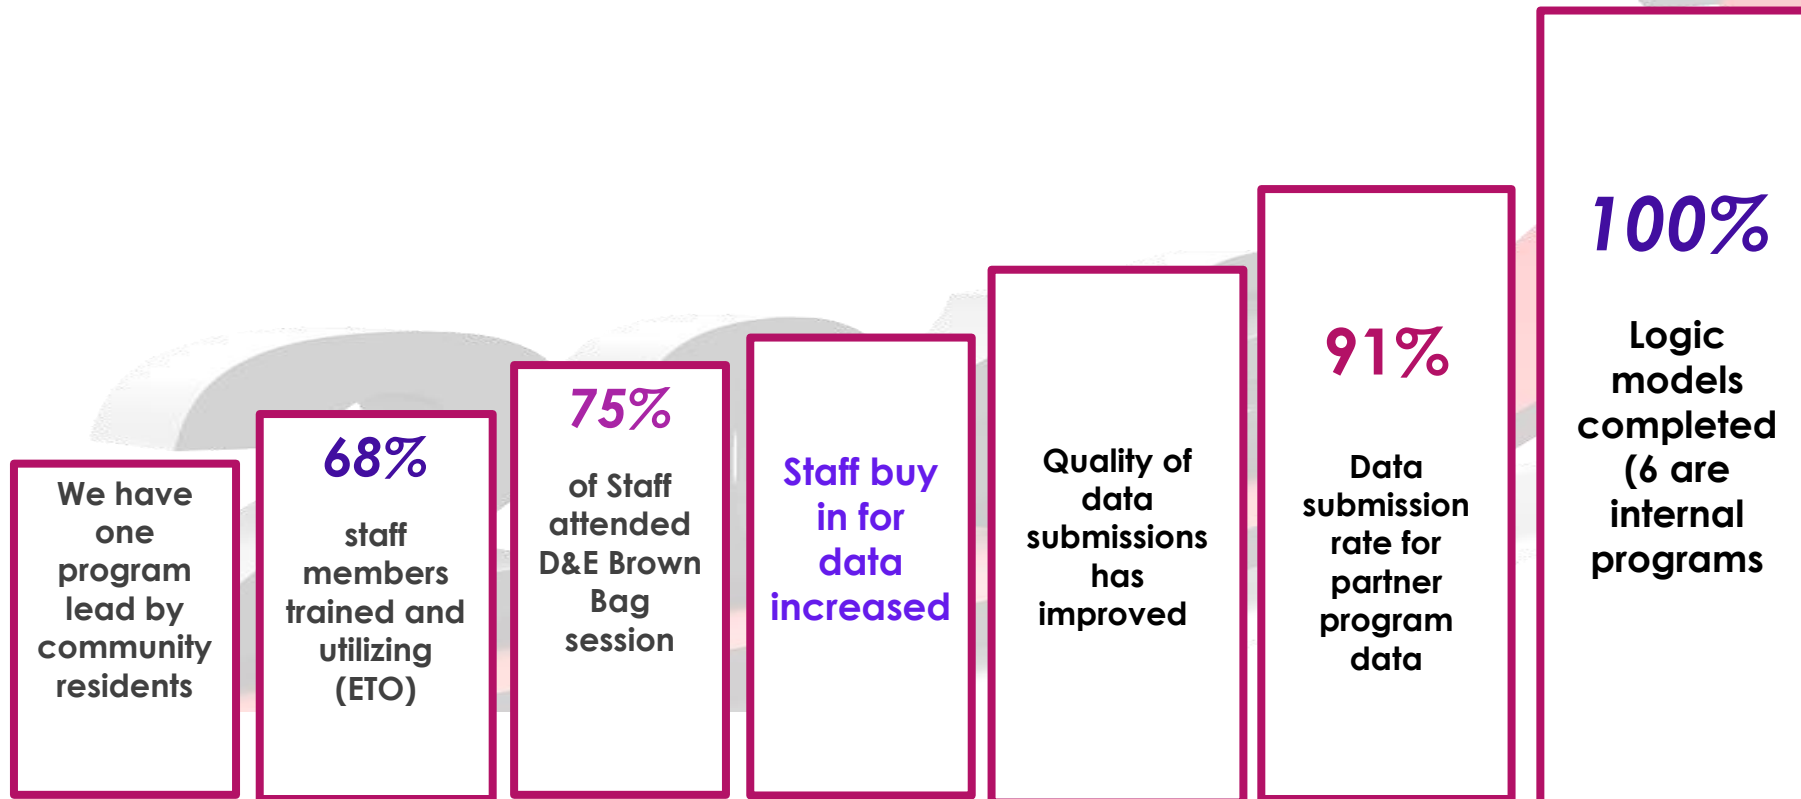 We have
one
program
lead by
community
residents
68%
staff
members
trained and
utilizing
(ETO)
75%
of Staff
attended
D&E Brown
Bag
session
Staff buy
in for
data
increased
Quality of
data
submissions
has
improved
91%
Data
submission
rate for
partner
program
data
100%
Logic
models
completed
(6 are
internal
programs